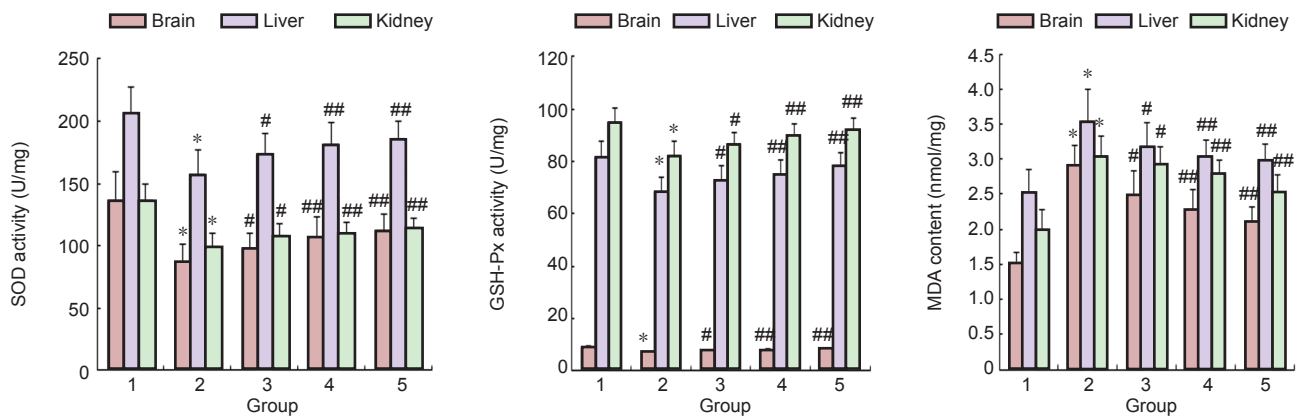 Brain Liver Kidney
SOD activity (U/mg)
250
200
150
100
50
0
* * *
# # #
## ## ##
## ## ##
1 2 3 4 5
Group
Brain Liver Kidney
GSH-Px activity (U/mg)
120
100
80
60
40
20
0
* * *
# # #
## ## ##
## ## ##
1 2 3 4 5
Group
Brain Liver Kidney
MDA content (nmol/mg)
4.5
4.0
3.5
3.0
2.5
2.0
1.5
1.0
0.5
0
* * *
# # #
## ## ##
## ## ##
1 2 3 4 5
Group